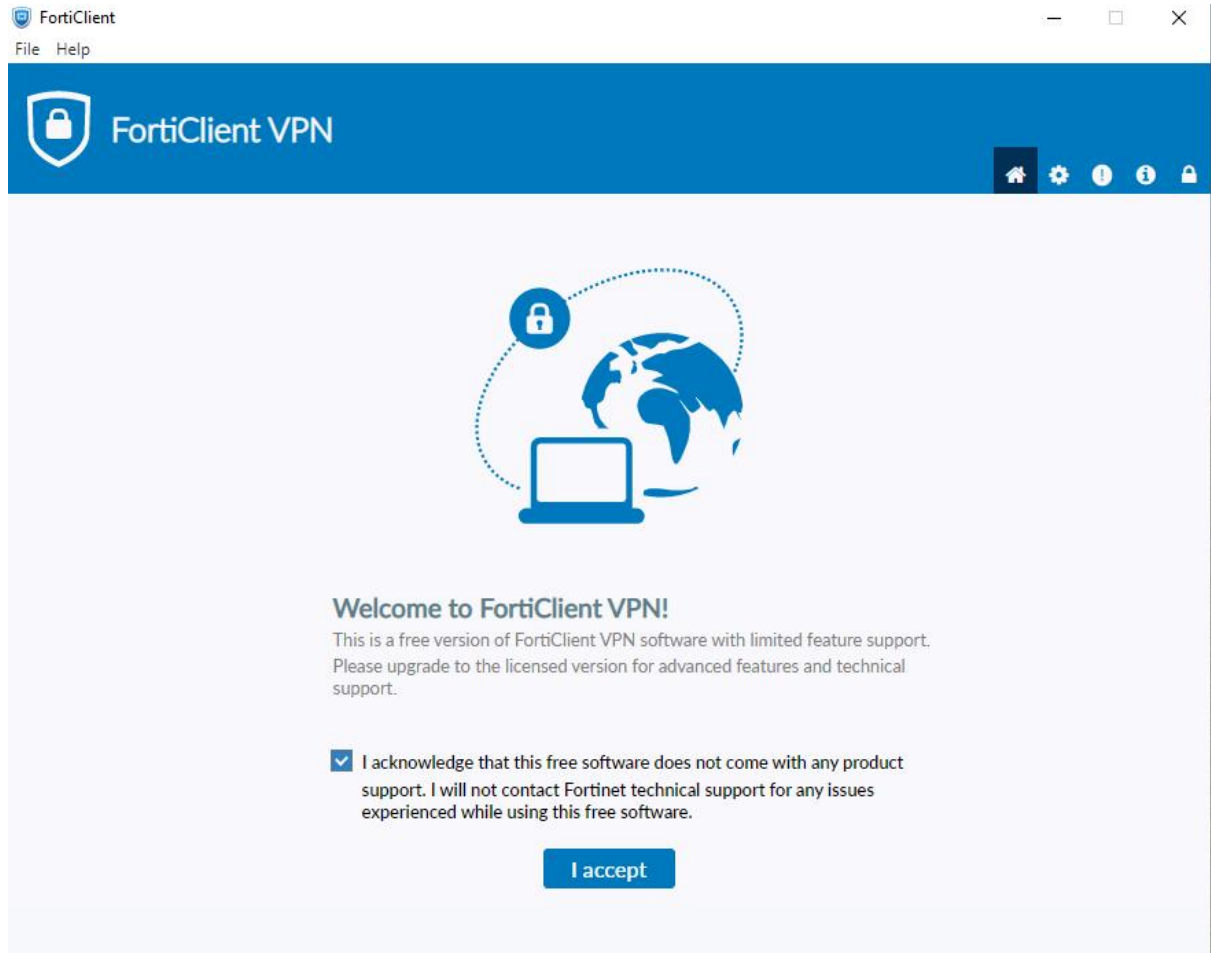 FortiClient
File Help
FortiClient VPN
Welcome to FortiClient VPN!
This is a free version of FortiClient VPN software with limited feature support.
Please upgrade to the licensed version for advanced features and technical
support.
I acknowledge that this free software does not come with any product
support. I will not contact Fortinet technical support for any issues
experienced while using this free software.
I accept